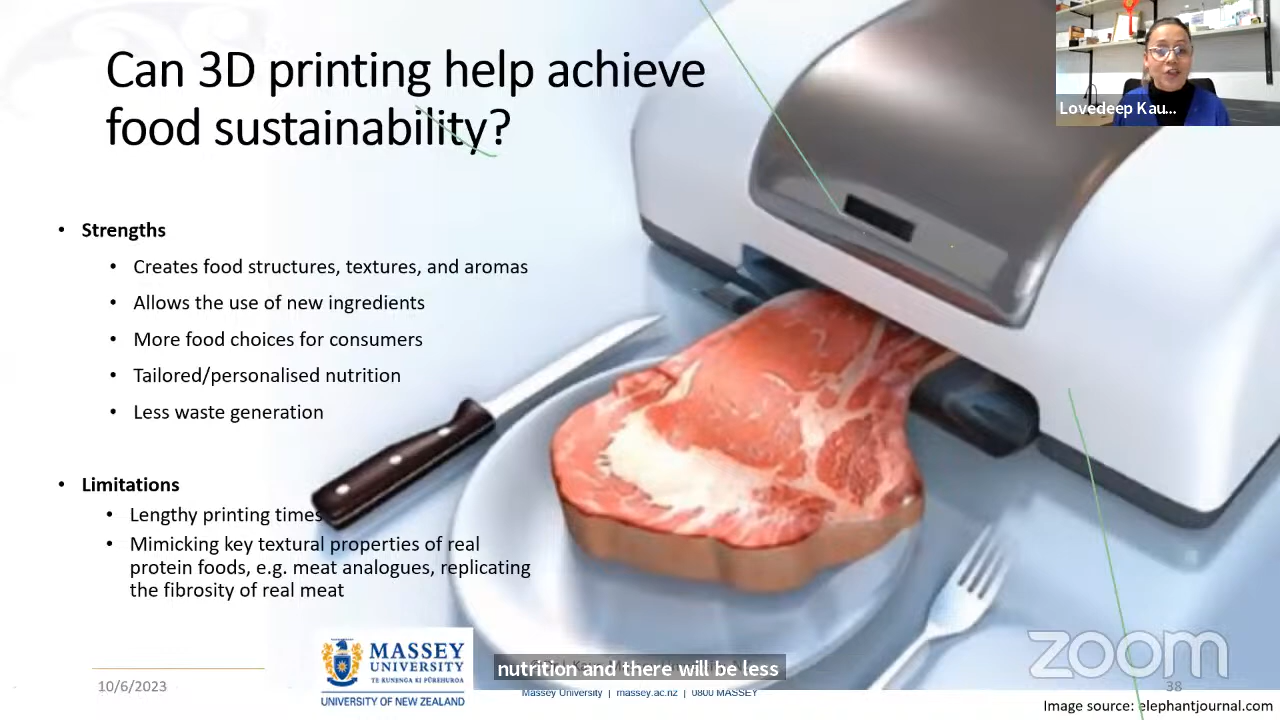 Can 3D printing help achieve
food sustainability?
Lovedeep Kau...
• Strengths
• Creates food structures, textures, and aromas
• Allows the use of new ingredients
• More food choices for consumers
• Tailored/personalised nutrition
• Less waste generation
• Limitations
• Lengthy printing times
• Mimicking key textural properties of real
protein foods, e.g. meat analogues, replicating
the fibrosity of real meat
MASSEY
UNIVERSITY
TE KUNENGA KI PŪREHUROA
UNIVERSITY OF NEW ZEALAND
nutrition and there will be less
zoom
10/6/2023
Massey University | massey.ac.nz | 0800 MASSEY
38
Image source: elephantjournal.com